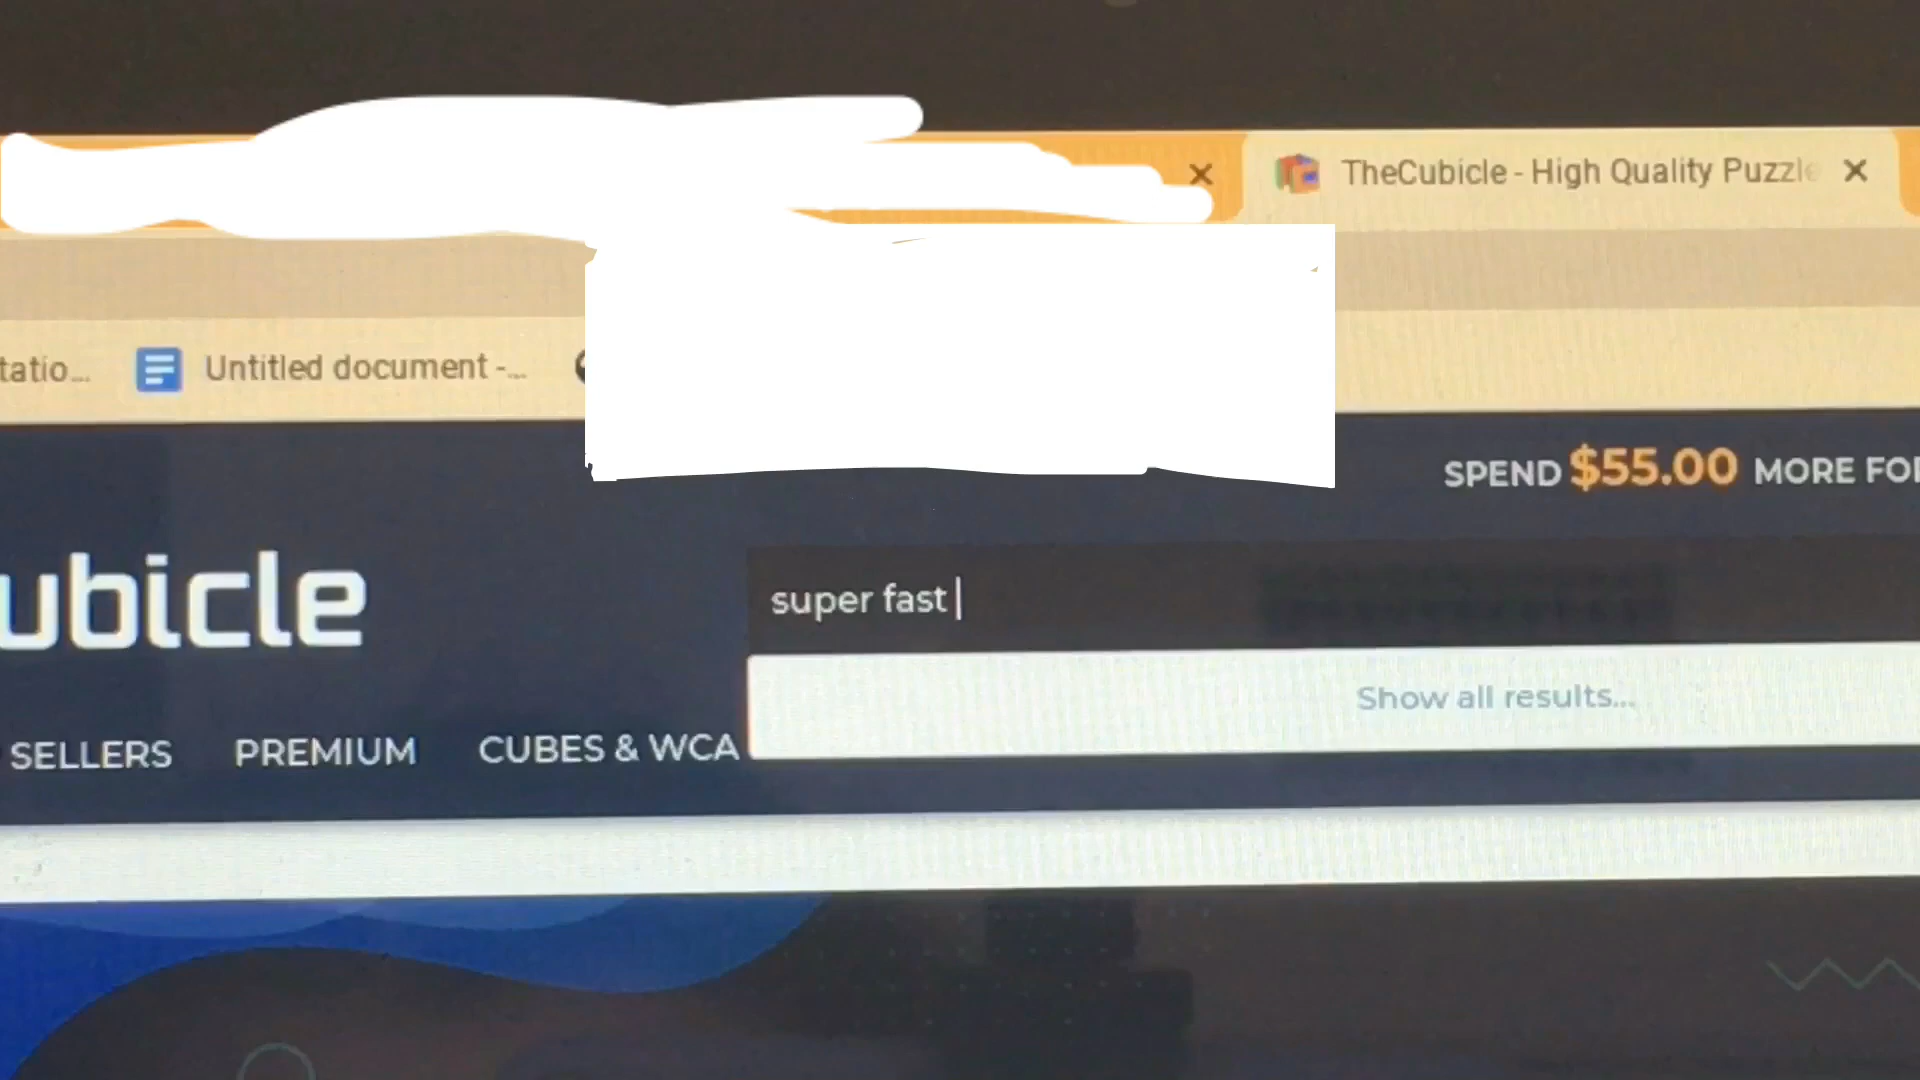 TheCubicle - High Quality Puzzle
tatio...
Untitled document -...
SPEND $55.00 MORE FOR
ubicle
super fast
Show all results...
SELLERS
PREMIUM
CUBES & WCA